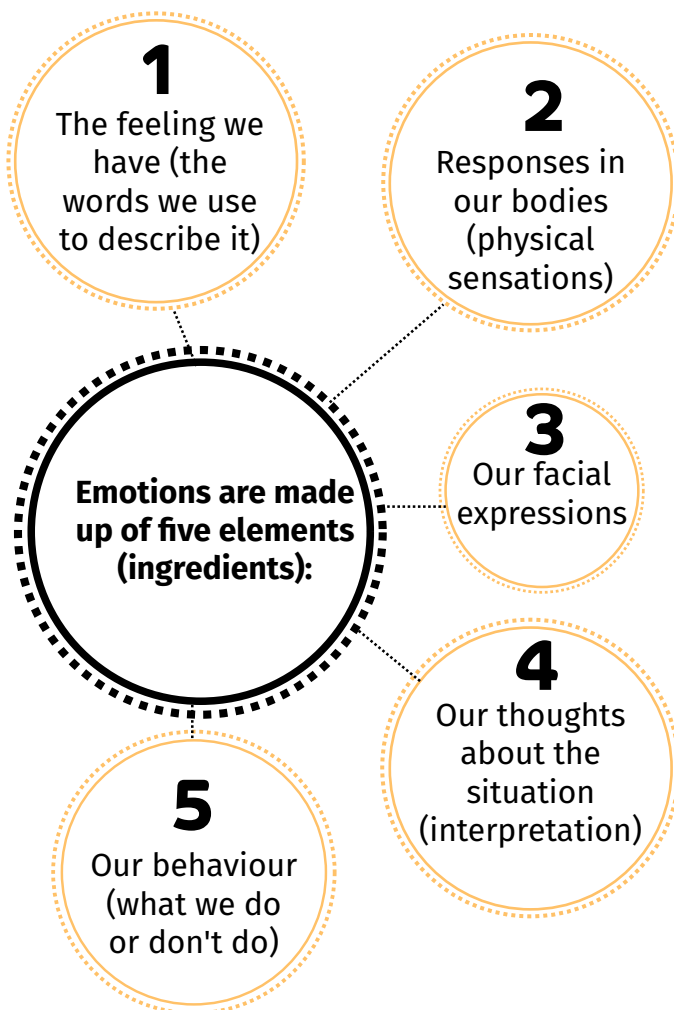 1
The feeling we
have (the
words we use
to describe it)
2
Responses in
our bodies
(physical
sensations)
Emotions are made
up of five elements
(ingredients):
3
Our facial
expressions
4
Our thoughts
about the
situation
(interpretation)
5
Our behaviour
(what we do
or don't do)